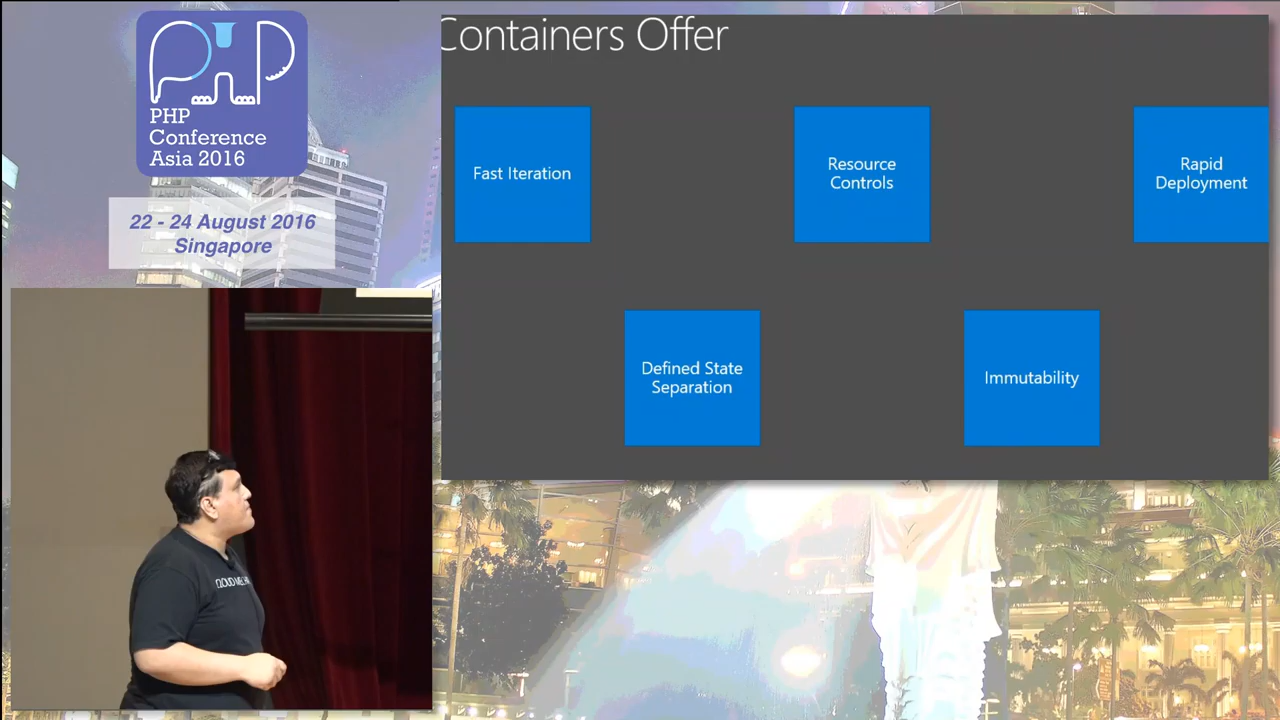 PHP
Conference
Asia 2016
22 - 24 August 2016
Singapore
Containers Offer
Fast Iteration
Resource
Controls
Rapid
Deployment
Defined State
Separation
Immutability
CLOUD